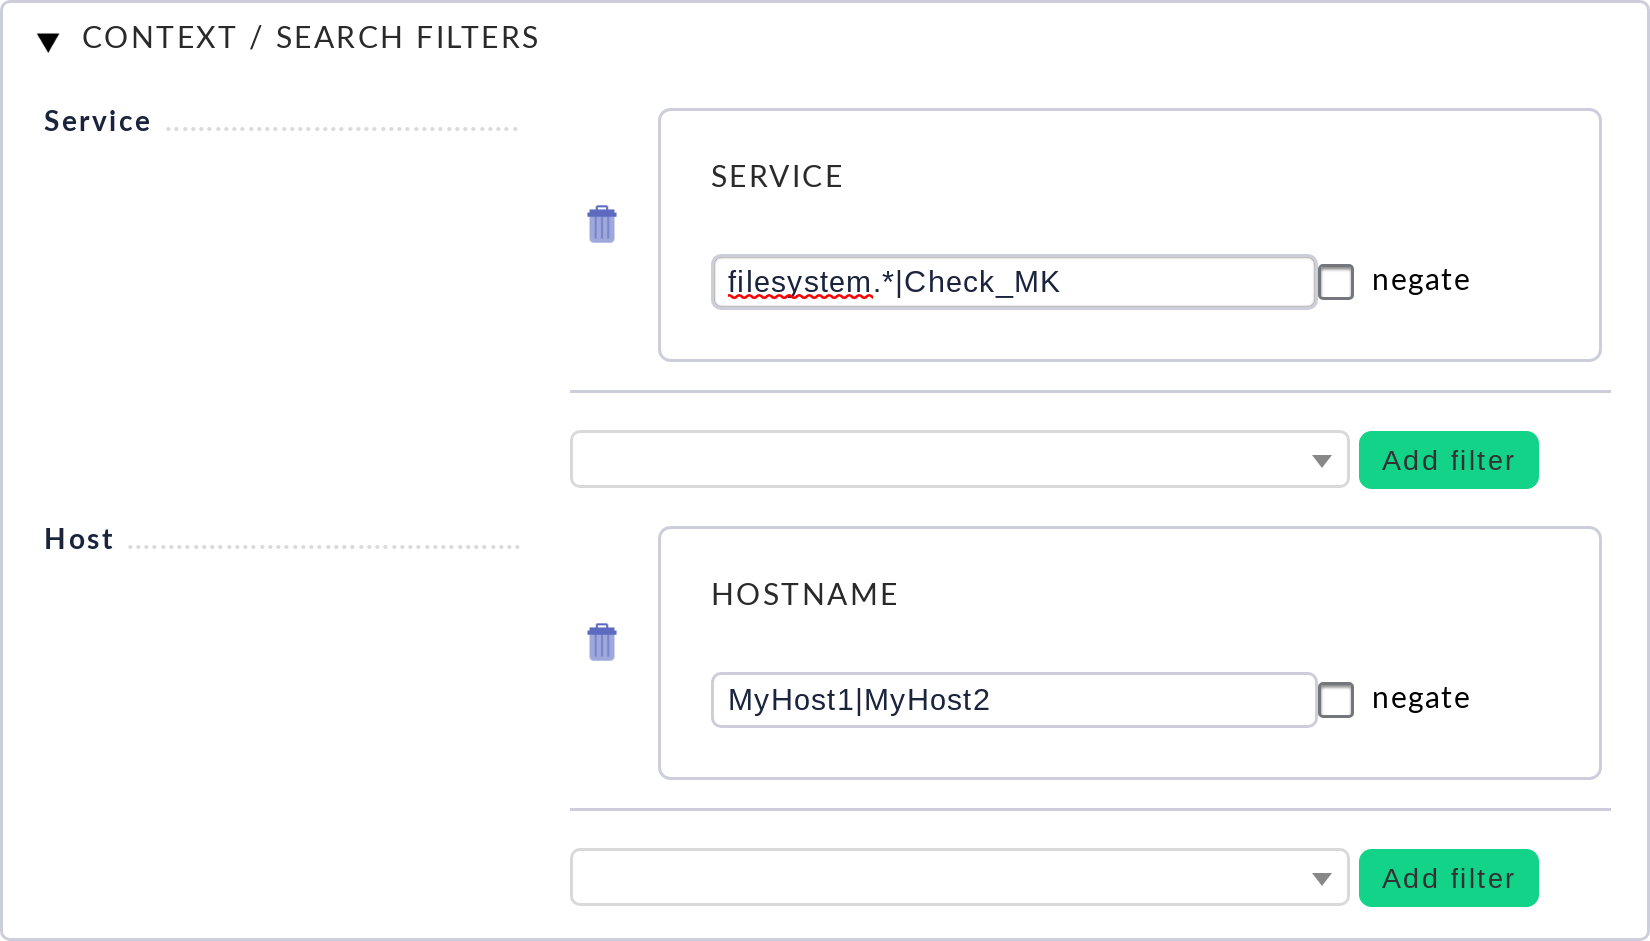 CONTEXT / SEARCH FILTERS
Service
SERVICE
filesystem.*|Check_MK
negate
Add filter
Host
HOSTNAME
MyHost1|MyHost2
negate
Add filter